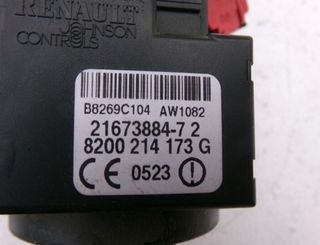 RENAULT
JOHNSON
CONTROLS
B8269C104 AW1082
21673884-7 2
8200 214 173 G
CE 0523